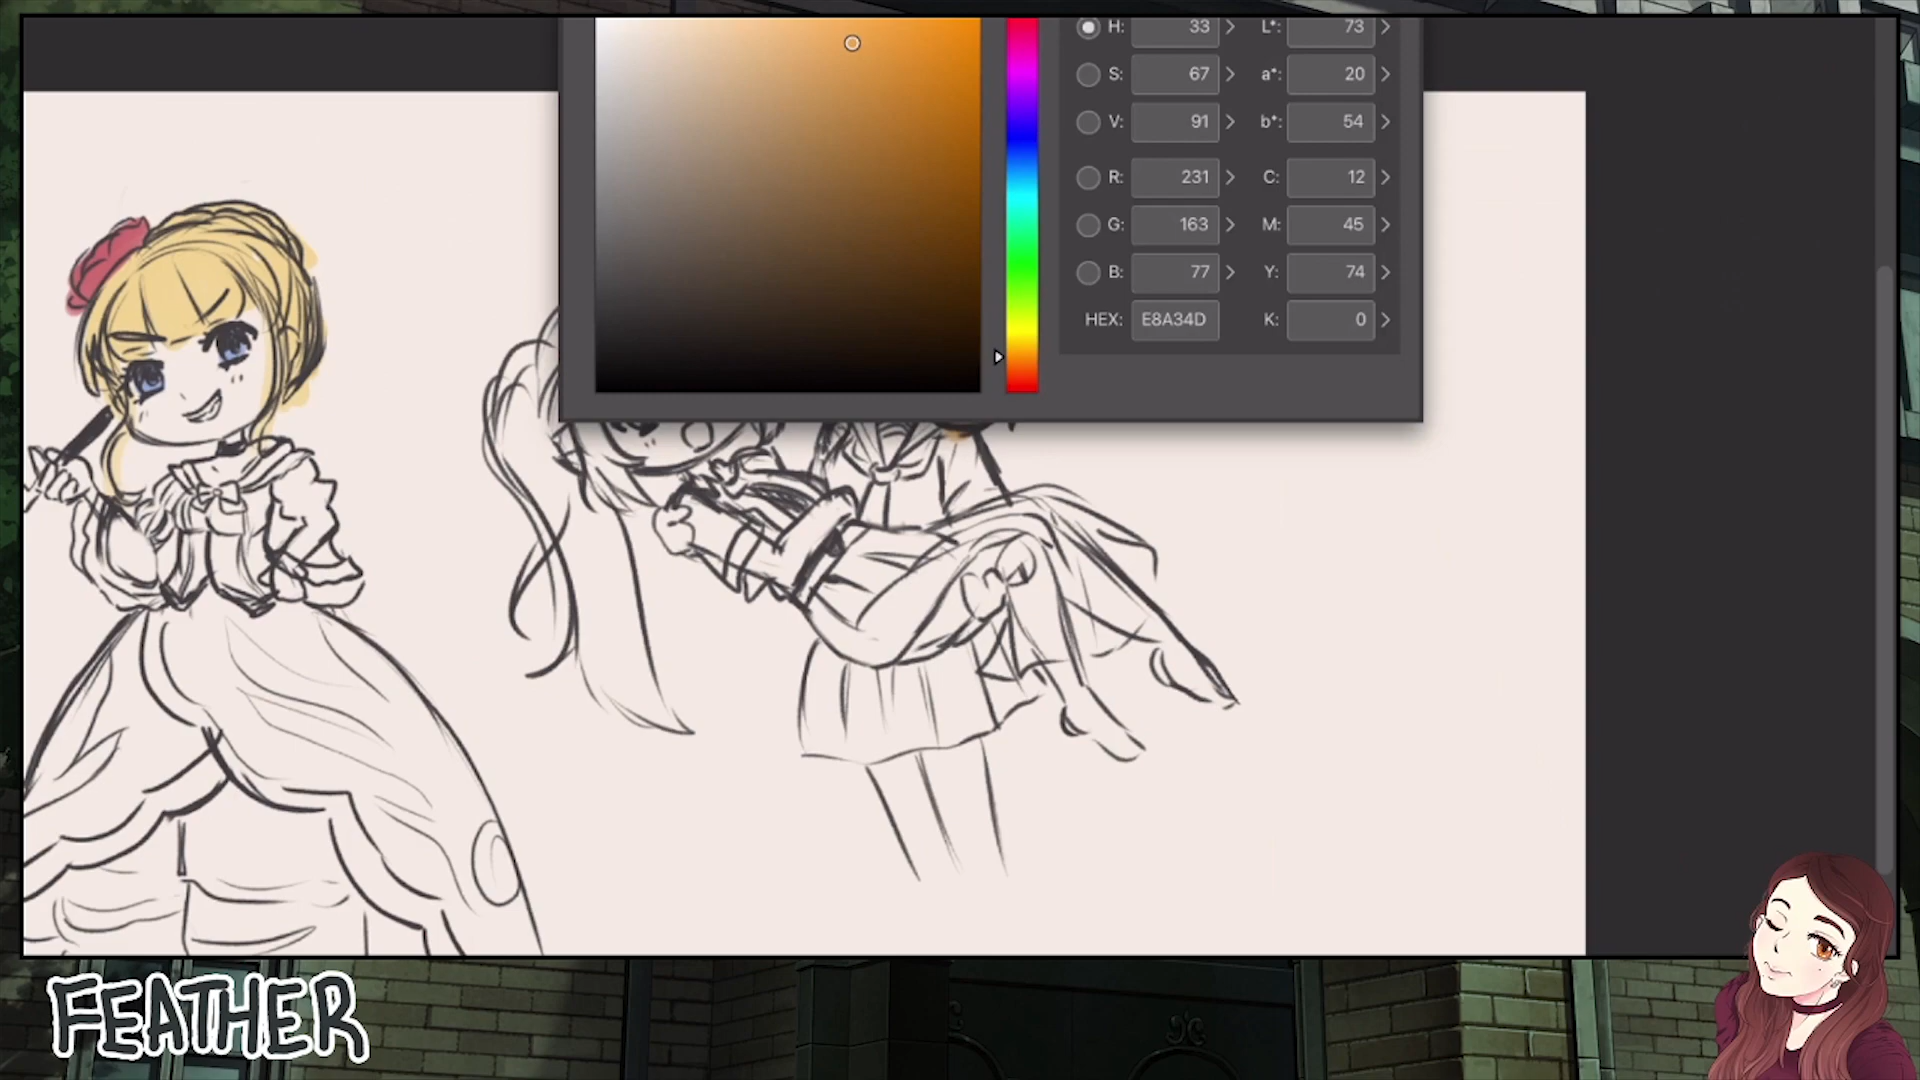 H: 33 L*: 73
S: 67 a*: 20
V: 91 b*: 54
R: 231 C: 12
G: 163 M: 45
B: 77 Y: 74
HEX: E8A34D K: 0
FEATHER